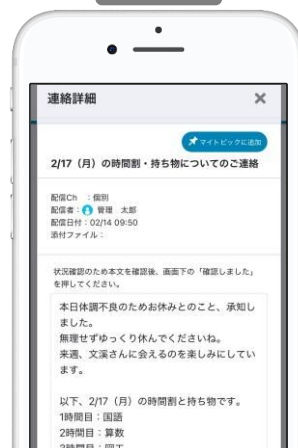 連絡詳細
マイトピックに追加
2/17（月）の時間割・持ち物についてのご連絡
配信Ch ：個別
配信者： 管理 太郎
配信日付：02/14 09:50
添付ファイル：
状況確認のため本文を確認後、画面下の「確認しました」
を押してください。
本日体調不良のためお休みとのこと、承知し
ました。
無理せずゆっくり休んでくださいね。
来週、文溪さんに会えるのを楽しみにしてい
ます。
以下、2/17（月）の時間割と持ち物です。
1時間目：国語
2時間目：算数
3時間目：図工